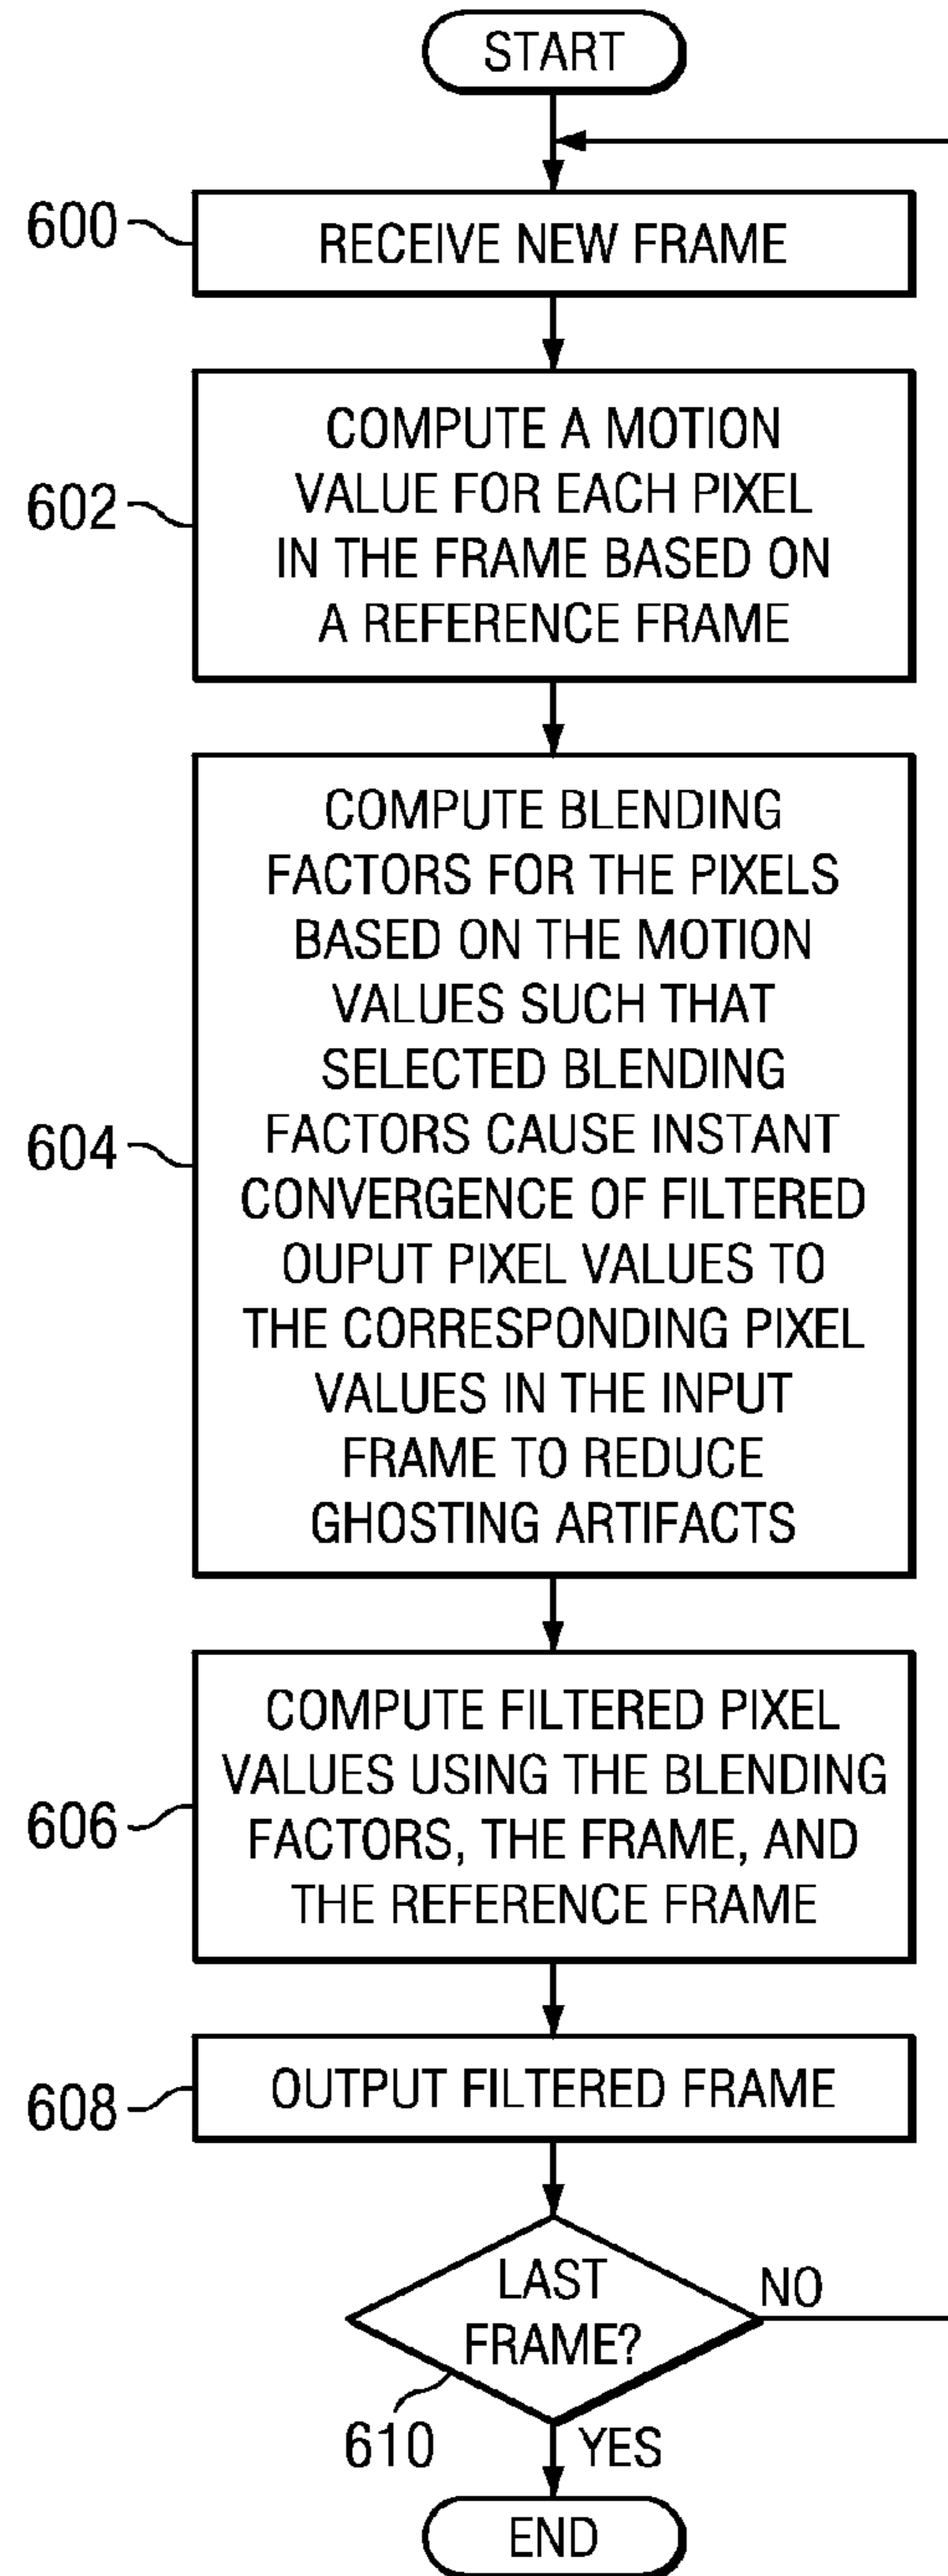 START
600
RECEIVE NEW FRAME
602
COMPUTE A MOTION
VALUE FOR EACH PIXEL
IN THE FRAME BASED ON
A REFERENCE FRAME
604
COMPUTE BLENDING
FACTORS FOR THE PIXELS
BASED ON THE MOTION
VALUES SUCH THAT
SELECTED BLENDING
FACTORS CAUSE INSTANT
CONVERGENCE OF FILTERED
OUPUT PIXEL VALUES TO
THE CORRESPONDING PIXEL
VALUES IN THE INPUT
FRAME TO REDUCE
GHOSTING ARTIFACTS
606
COMPUTE FILTERED PIXEL
VALUES USING THE BLENDING
FACTORS, THE FRAME, AND
THE REFERENCE FRAME
608
OUTPUT FILTERED FRAME
LAST
FRAME?
NO
610
YES
END